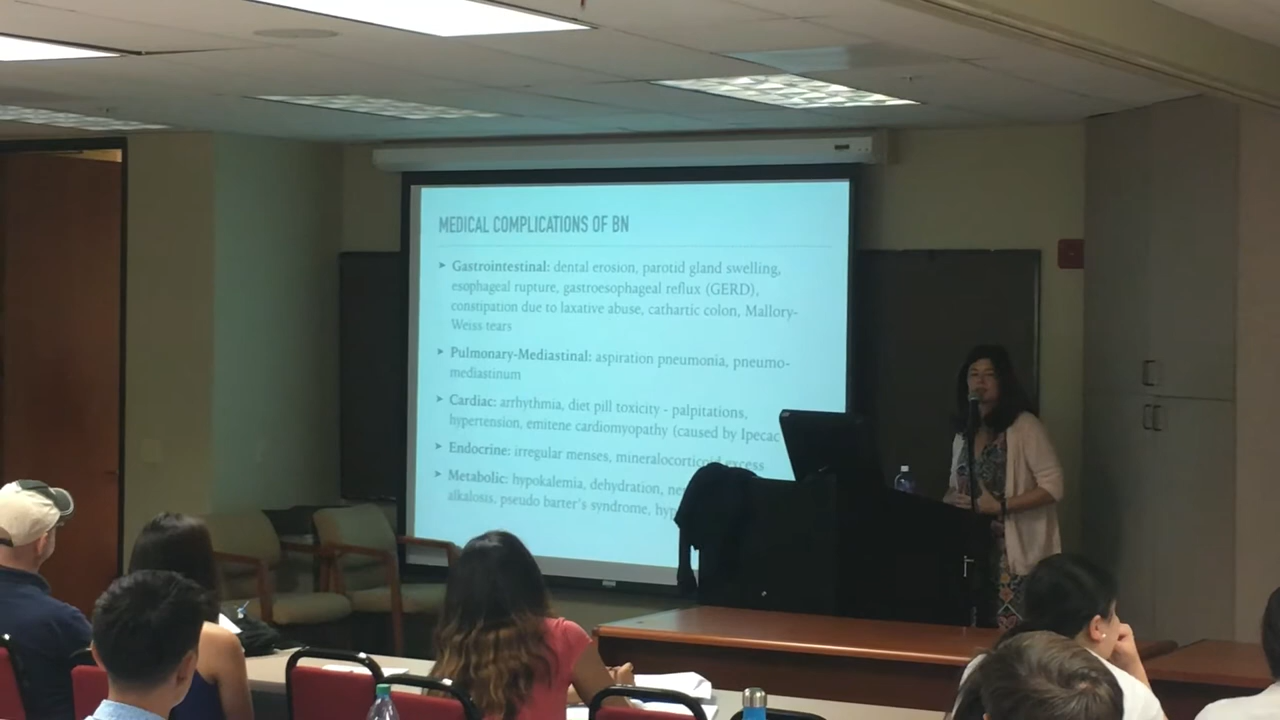 MEDICAL COMPLICATIONS OF BN
➤ Gastrointestinal: dental erosion, parotid gland swelling,
esophageal rupture, gastroesophageal reflux (GERD),
constipation due to laxative abuse, cathartic colon, Mallory-
Weiss tears
➤ Pulmonary-Mediastinal: aspiration pneumonia, pneumo-
mediastinum
➤ Cardiac: arrhythmia, diet pill toxicity - palpitations,
hypertension, emitene cardiomyopathy (caused by Ipecac
➤ Endocrine: irregular menses, mineralocorticoid excess
➤ Metabolic: hypokalemia, dehydration,
alkalosis, pseudo barter's syndrome,